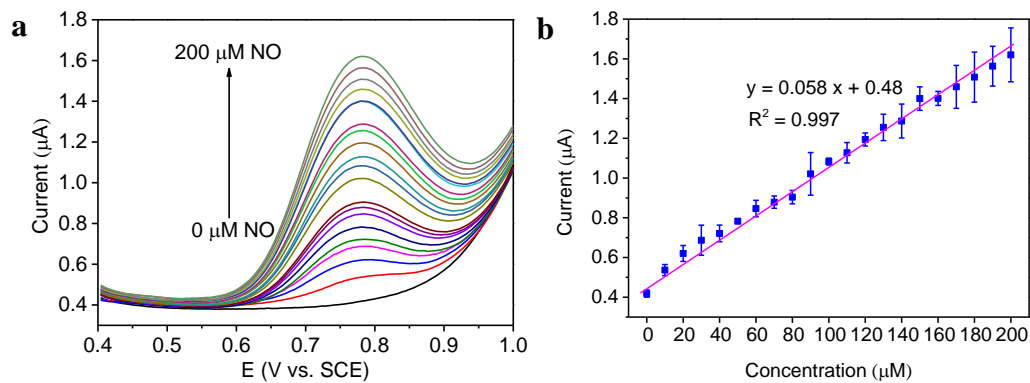 a
200 μM NO
0 μM NO
Current (μA)
1.8
1.6
1.4
1.2
1.0
0.8
0.6
0.4
0.4 0.5 0.6 0.7 0.8 0.9 1.0
E (V vs. SCE)
b
y = 0.058 x + 0.48
R² = 0.997
Current (μA)
1.8
1.6
1.4
1.2
1.0
0.8
0.6
0.4
0 20 40 60 80 100 120 140 160 180 200
Concentration (μM)